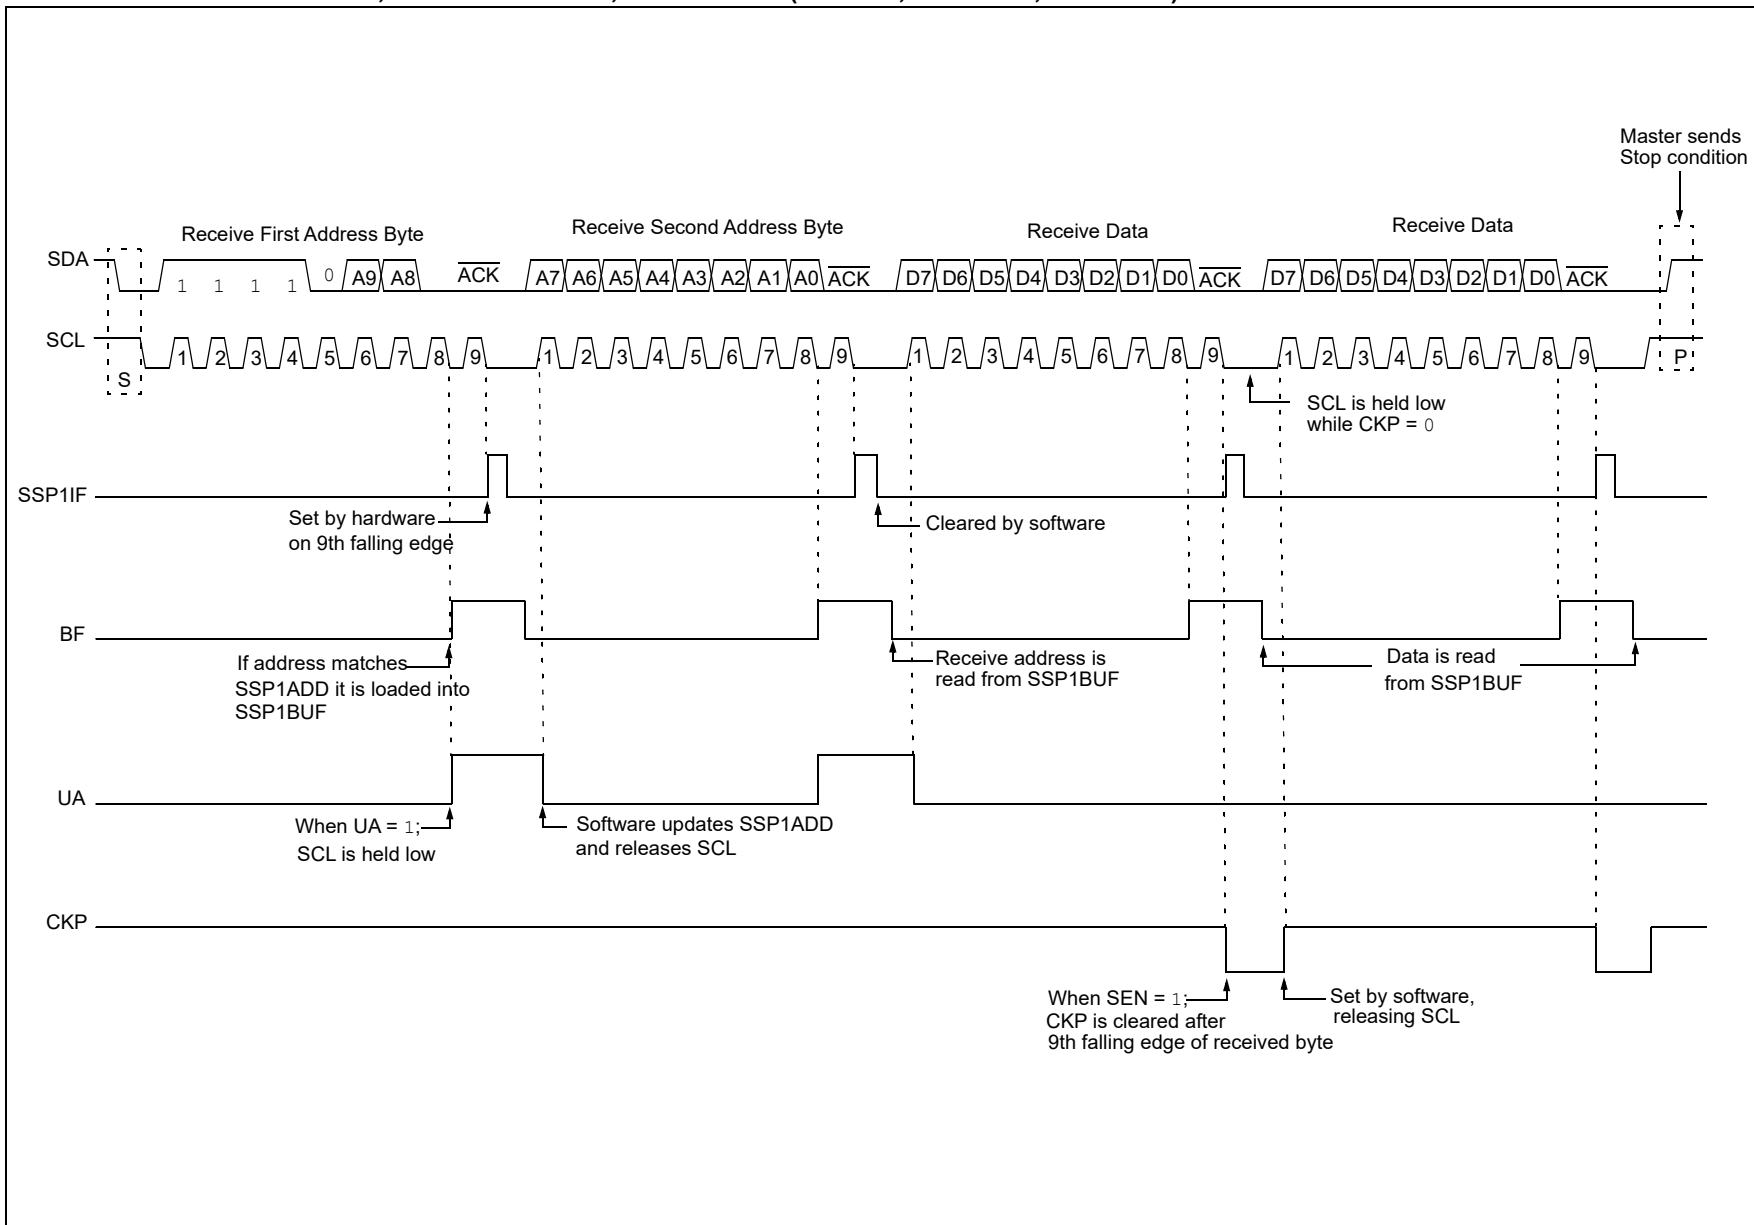 Master sends
Stop condition
Receive First Address Byte
Receive Second Address Byte
Receive Data
Receive Data
SDA
1 1 1 1 0 A9 A8 ACK A7 A6 A5 A4 A3 A2 A1 A0 ACK D7 D6 D5 D4 D3 D2 D1 D0 ACK D7 D6 D5 D4 D3 D2 D1 D0 ACK
SCL
S 1 2 3 4 5 6 7 8 9 1 2 3 4 5 6 7 8 9 1 2 3 4 5 6 7 8 9 1 2 3 4 5 6 7 8 9 P
SCL is held low
while CKP = 0
SSP1IF
Set by hardware
on 9th falling edge
Cleared by software
BF
If address matches
SSP1ADD it is loaded into
SSP1BUF
Receive address is
read from SSP1BUF
Data is read
from SSP1BUF
UA
When UA = 1;
SCL is held low
Software updates SSP1ADD
and releases SCL
CKP
When SEN = 1;
CKP is cleared after
9th falling edge of received byte
Set by software,
releasing SCL